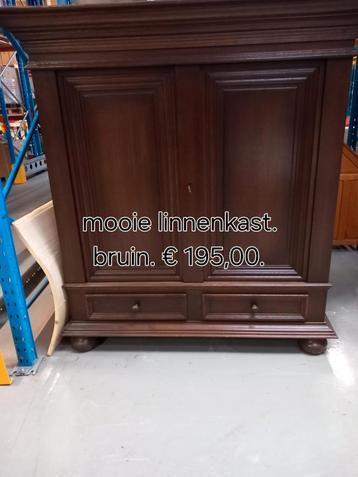 mooie linnenkast.
bruin. € 195,00.